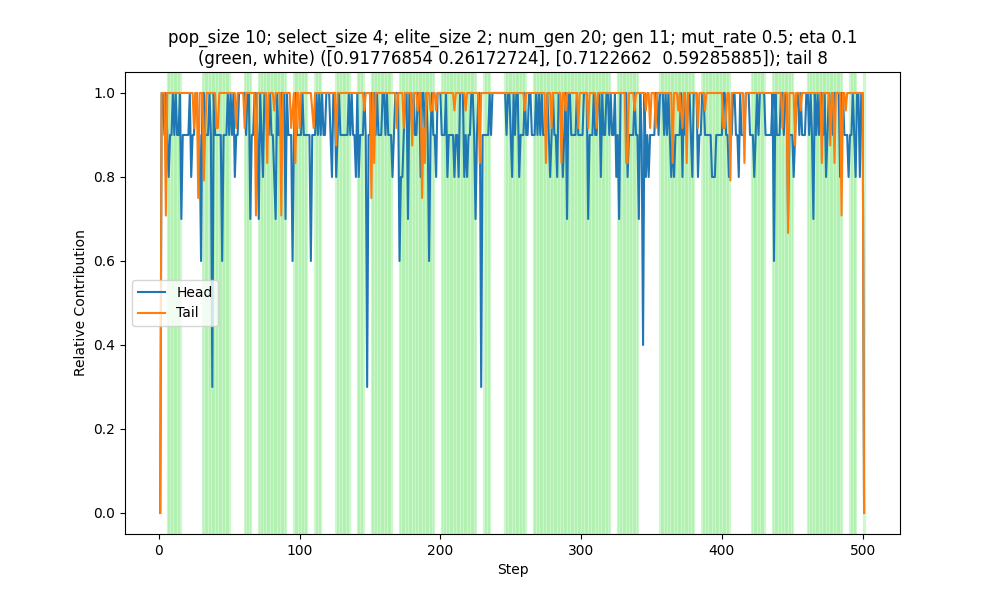 pop_size 10; select_size 4; elite_size 2; num_gen 20; gen 11; mut_rate 0.5; eta 0.1
(green, white) ([0.91776854 0.26172724], [0.7122662  0.59285885]); tail 8
1.0
0.8
0.6
0.4
0.2
0.0
Relative Contribution
Head
Tail
0 100 200 300 400 500
Step